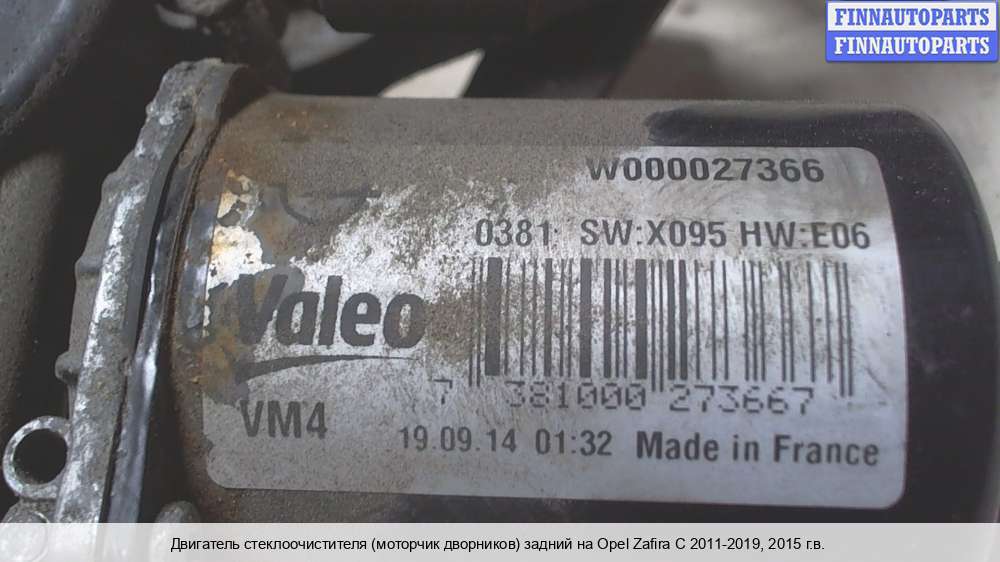 FINNAUTOPARTS
FINNAUTOPARTS
W000027366
0381 SW:X095 HW:E06
Valeo
7 381000 273667
VM4
19.09.14 01:32 Made in France
Двигатель стеклоочистителя (моторчик дворников) задний на Opel Zafira C 2011-2019, 2015 г.в.